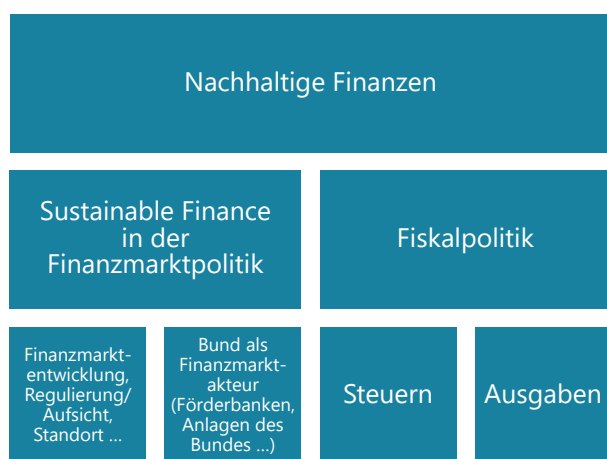 Nachhaltige Finanzen
Sustainable Finance
in der
Finanzmarktpolitik
Fiskalpolitik
Finanzmarkt-
entwicklung,
Regulierung/
Aufsicht,
Standort ...
Bund als
Finanzmarkt-
akteur
(Förderbanken,
Anlagen des
Bundes ...)
Steuern
Ausgaben